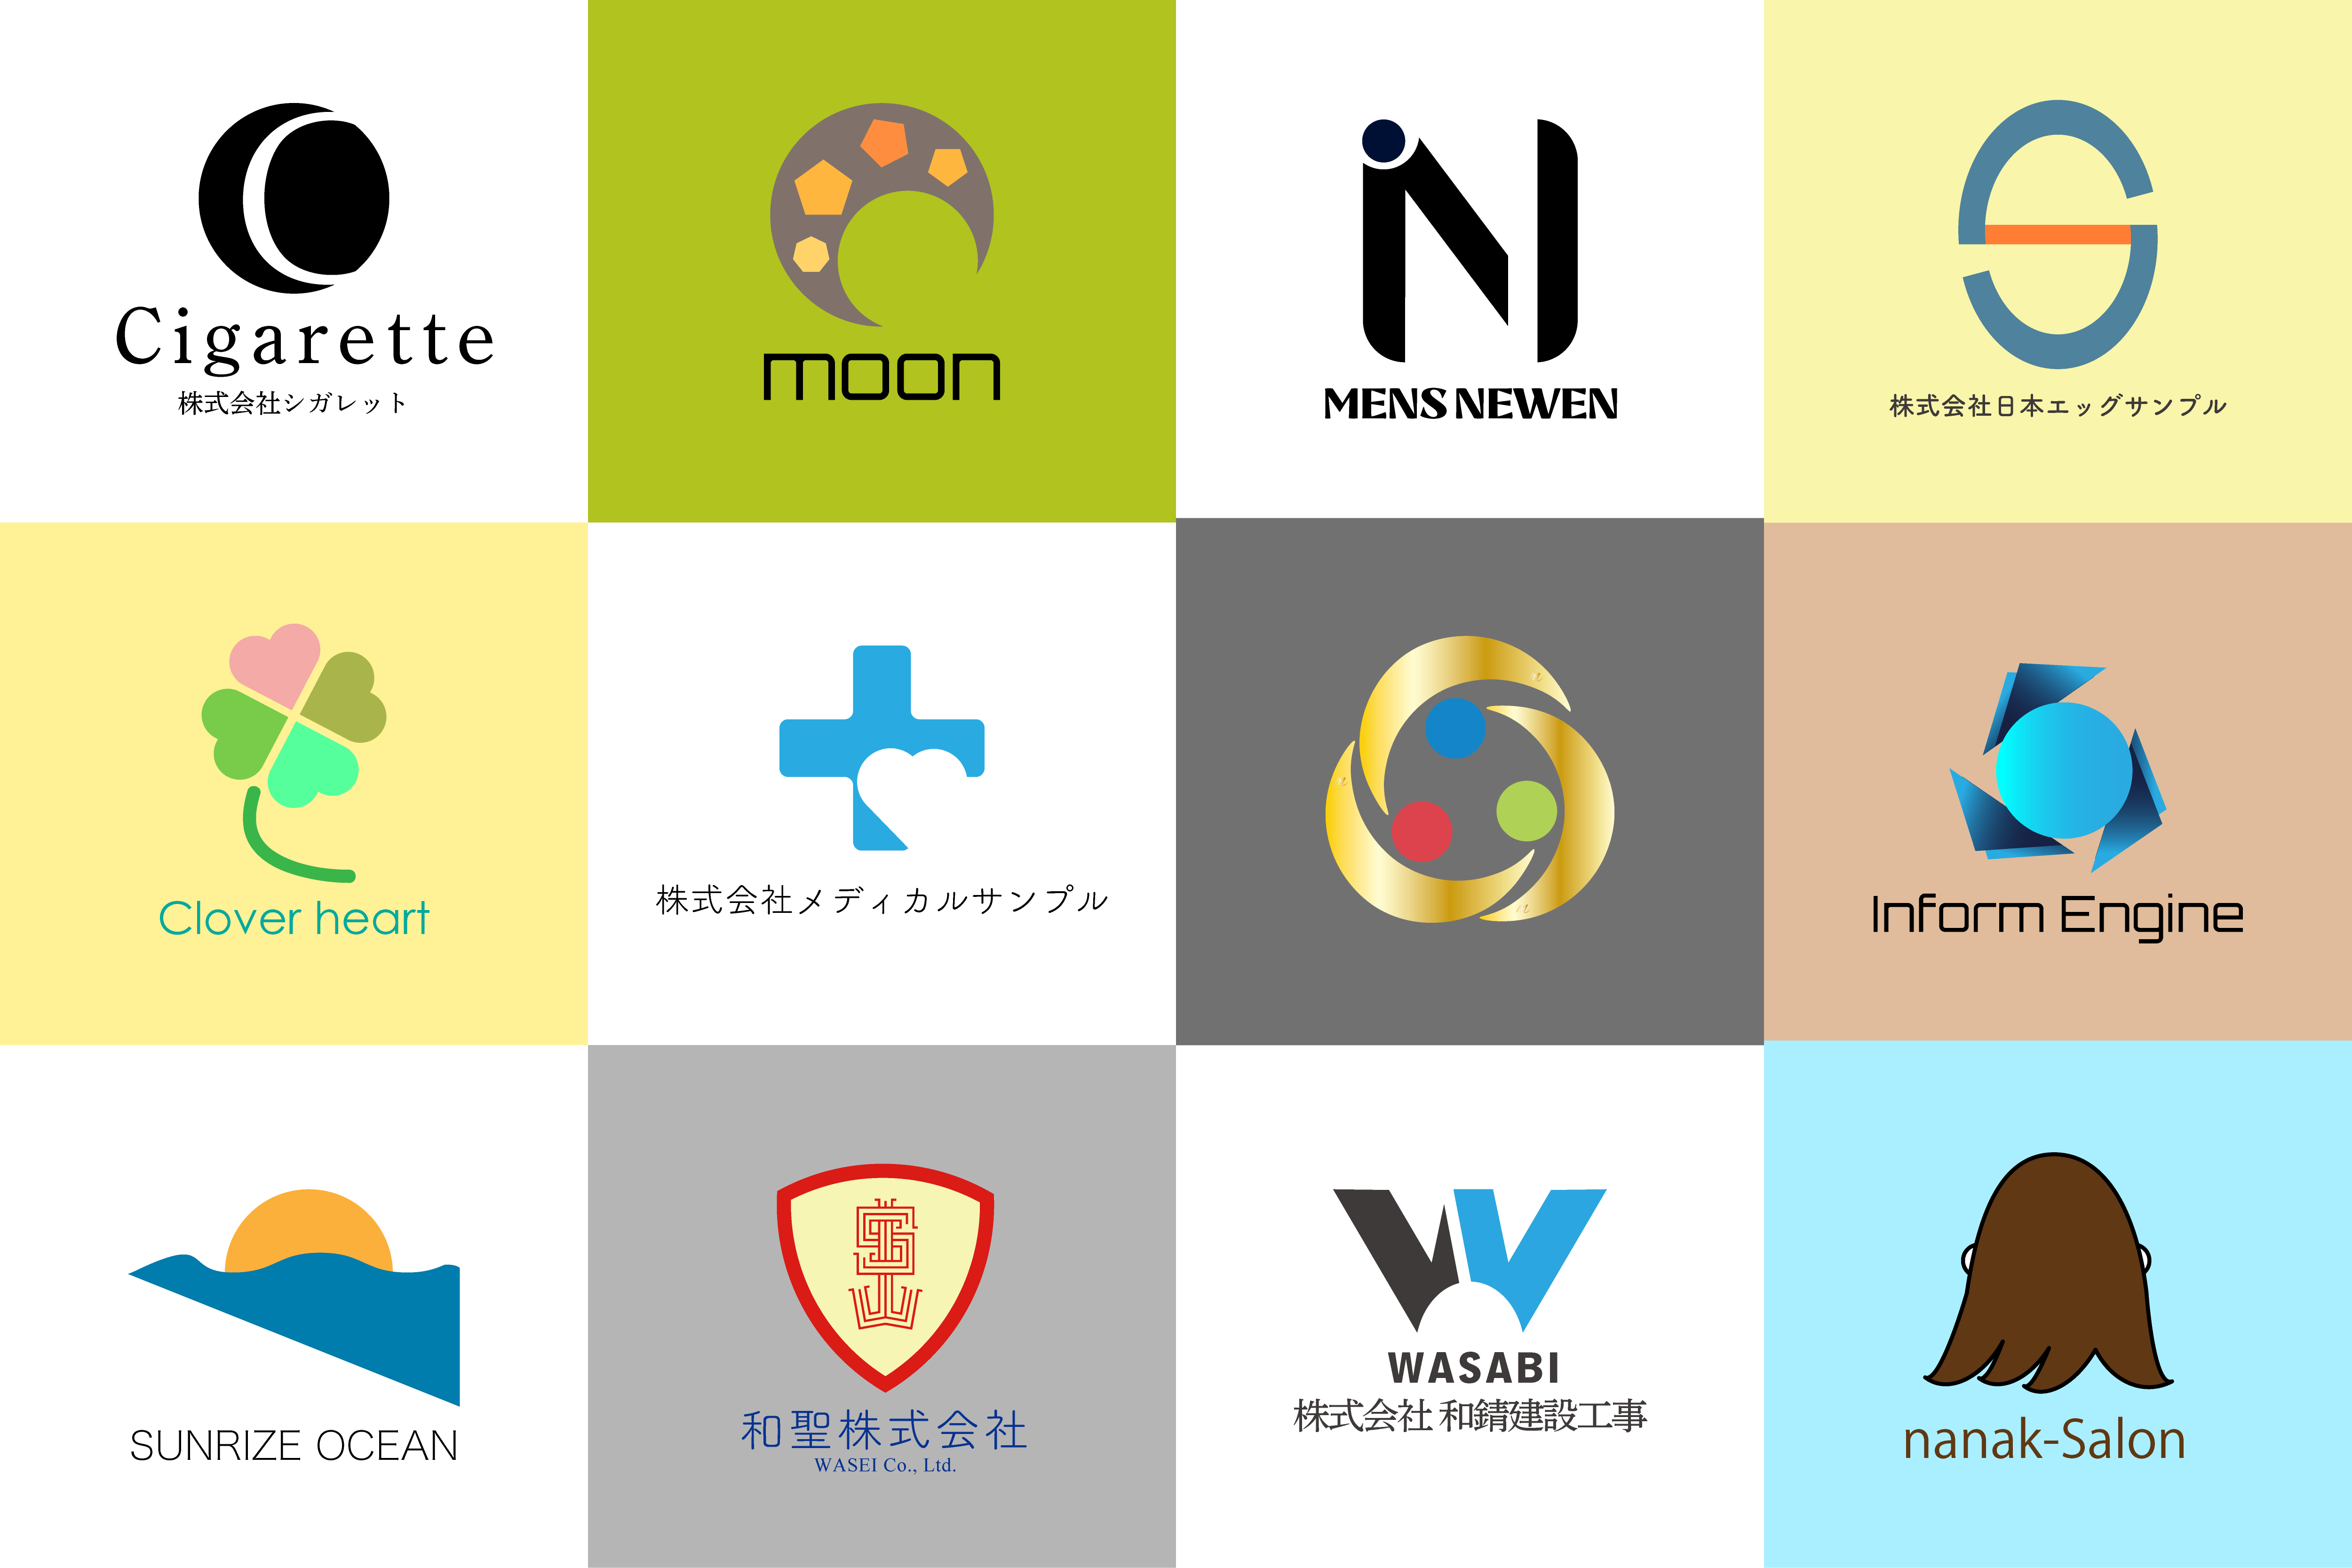 Cigarette
株式会社シガレット
moon
MENS NEWEN
株式会社日本エッグサンプル
Clover heart
株式会社メディカルサンプル
Inform Engine
SUNRIZE OCEAN
和聖株式会社
WASEI Co., Ltd.
WASABI
株式会社 和錆建設工事
nanak-Salon